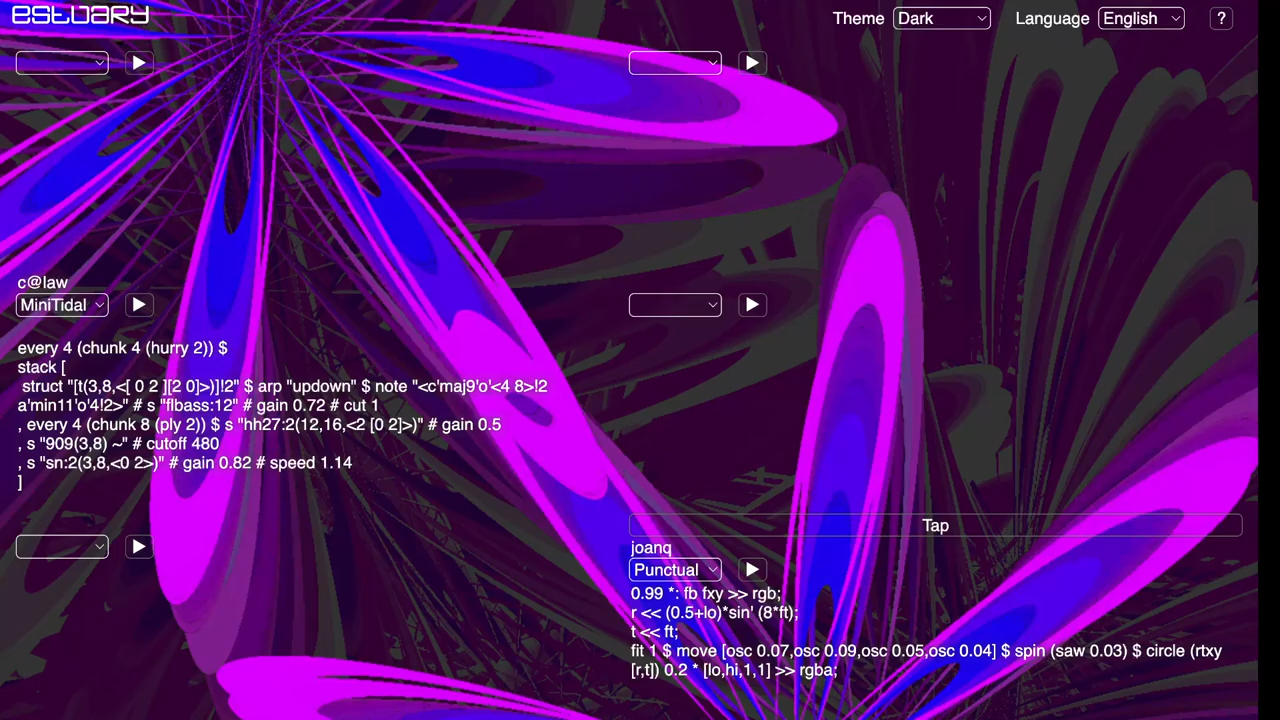 estuary
Theme Dark Language English ?
c@law
MiniTidal
every 4 (chunk 4 (hurry 2)) $
stack [
struct "[t(3,8,<[ 0 2 ][2 0]>)]!2" $ arp "updown" $ note "<c'maj9'o'<4 8>!2
a'min11'o'4!2>" # s "flbass:12" # gain 0.72 # cut 1
, every 4 (chunk 8 (ply 2)) $ s "hh27:2(12,16,<2 [0 2]>)" # gain 0.5
, s "909(3,8) ~" # cutoff 480
, s "sn:2(3,8,<0 2>)" # gain 0.82 # speed 1.14
]
Tap
joanq
Punctual
0.99 *: fb fxy >> rgb;
r << (0.5+lo)*sin' (8*ft);
t << ft;
fit 1 $ move [osc 0.07,osc 0.09,osc 0.05,osc 0.04] $ spin (saw 0.03) $ circle (rtxy
[r,t]) 0.2 * [lo,hi,1,1] >> rgba;